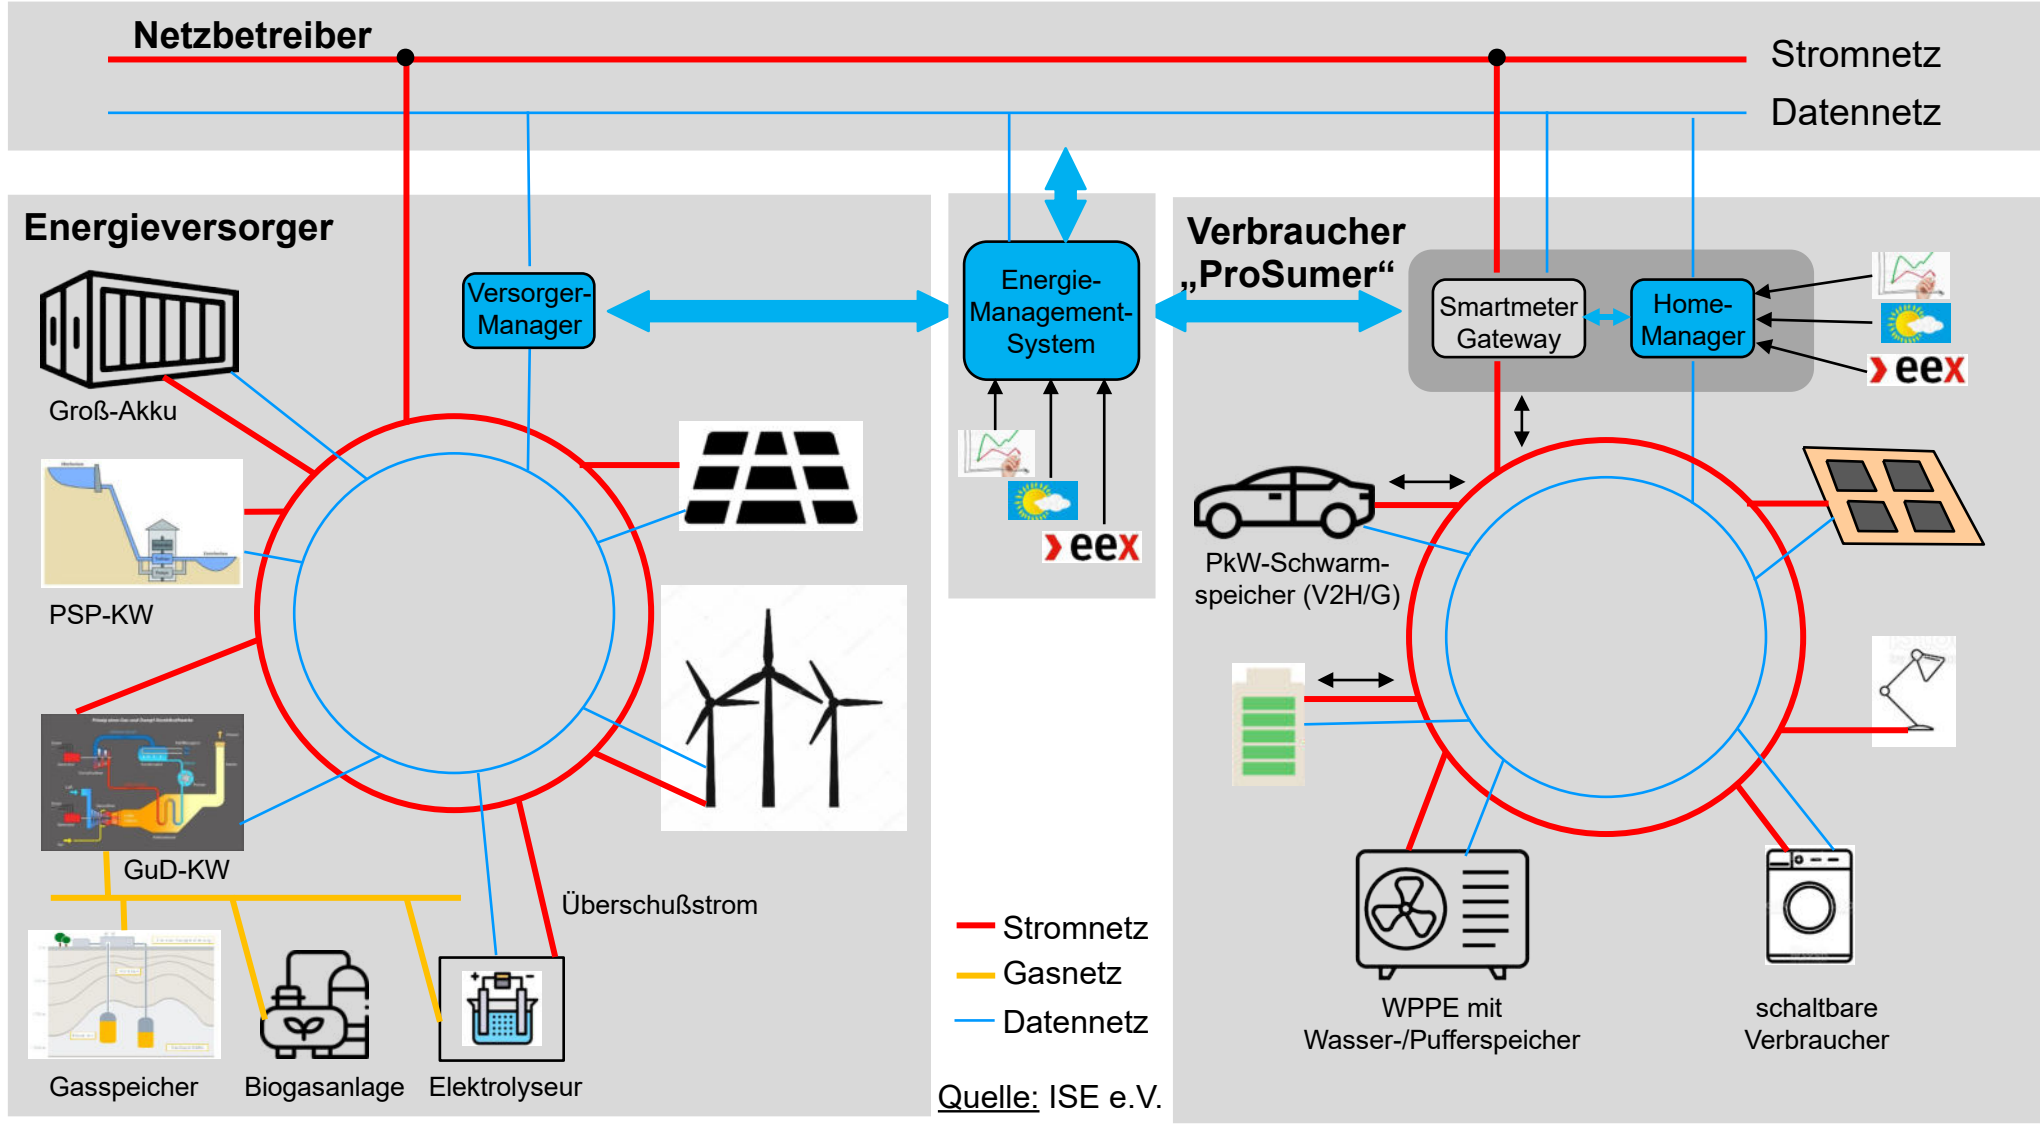 Netzbetreiber
Stromnetz
Datennetz
Energieversorger
Verbraucher
„ProSumer“
Versorger-
Manager
Energie-
Management-
System
Smartmeter
Gateway
Home-
Manager
eex
Groß-Akku
eex
PkW-Schwarm-
speicher (V2H/G)
PSP-KW
GuD-KW
Überschußstrom
Stromnetz
Gasnetz
Datennetz
WPPE mit
Wasser-/Pufferspeicher
schaltbare
Verbraucher
Gasspeicher
Biogasanlage
Elektrolyseur
Quelle: ISE e.V.